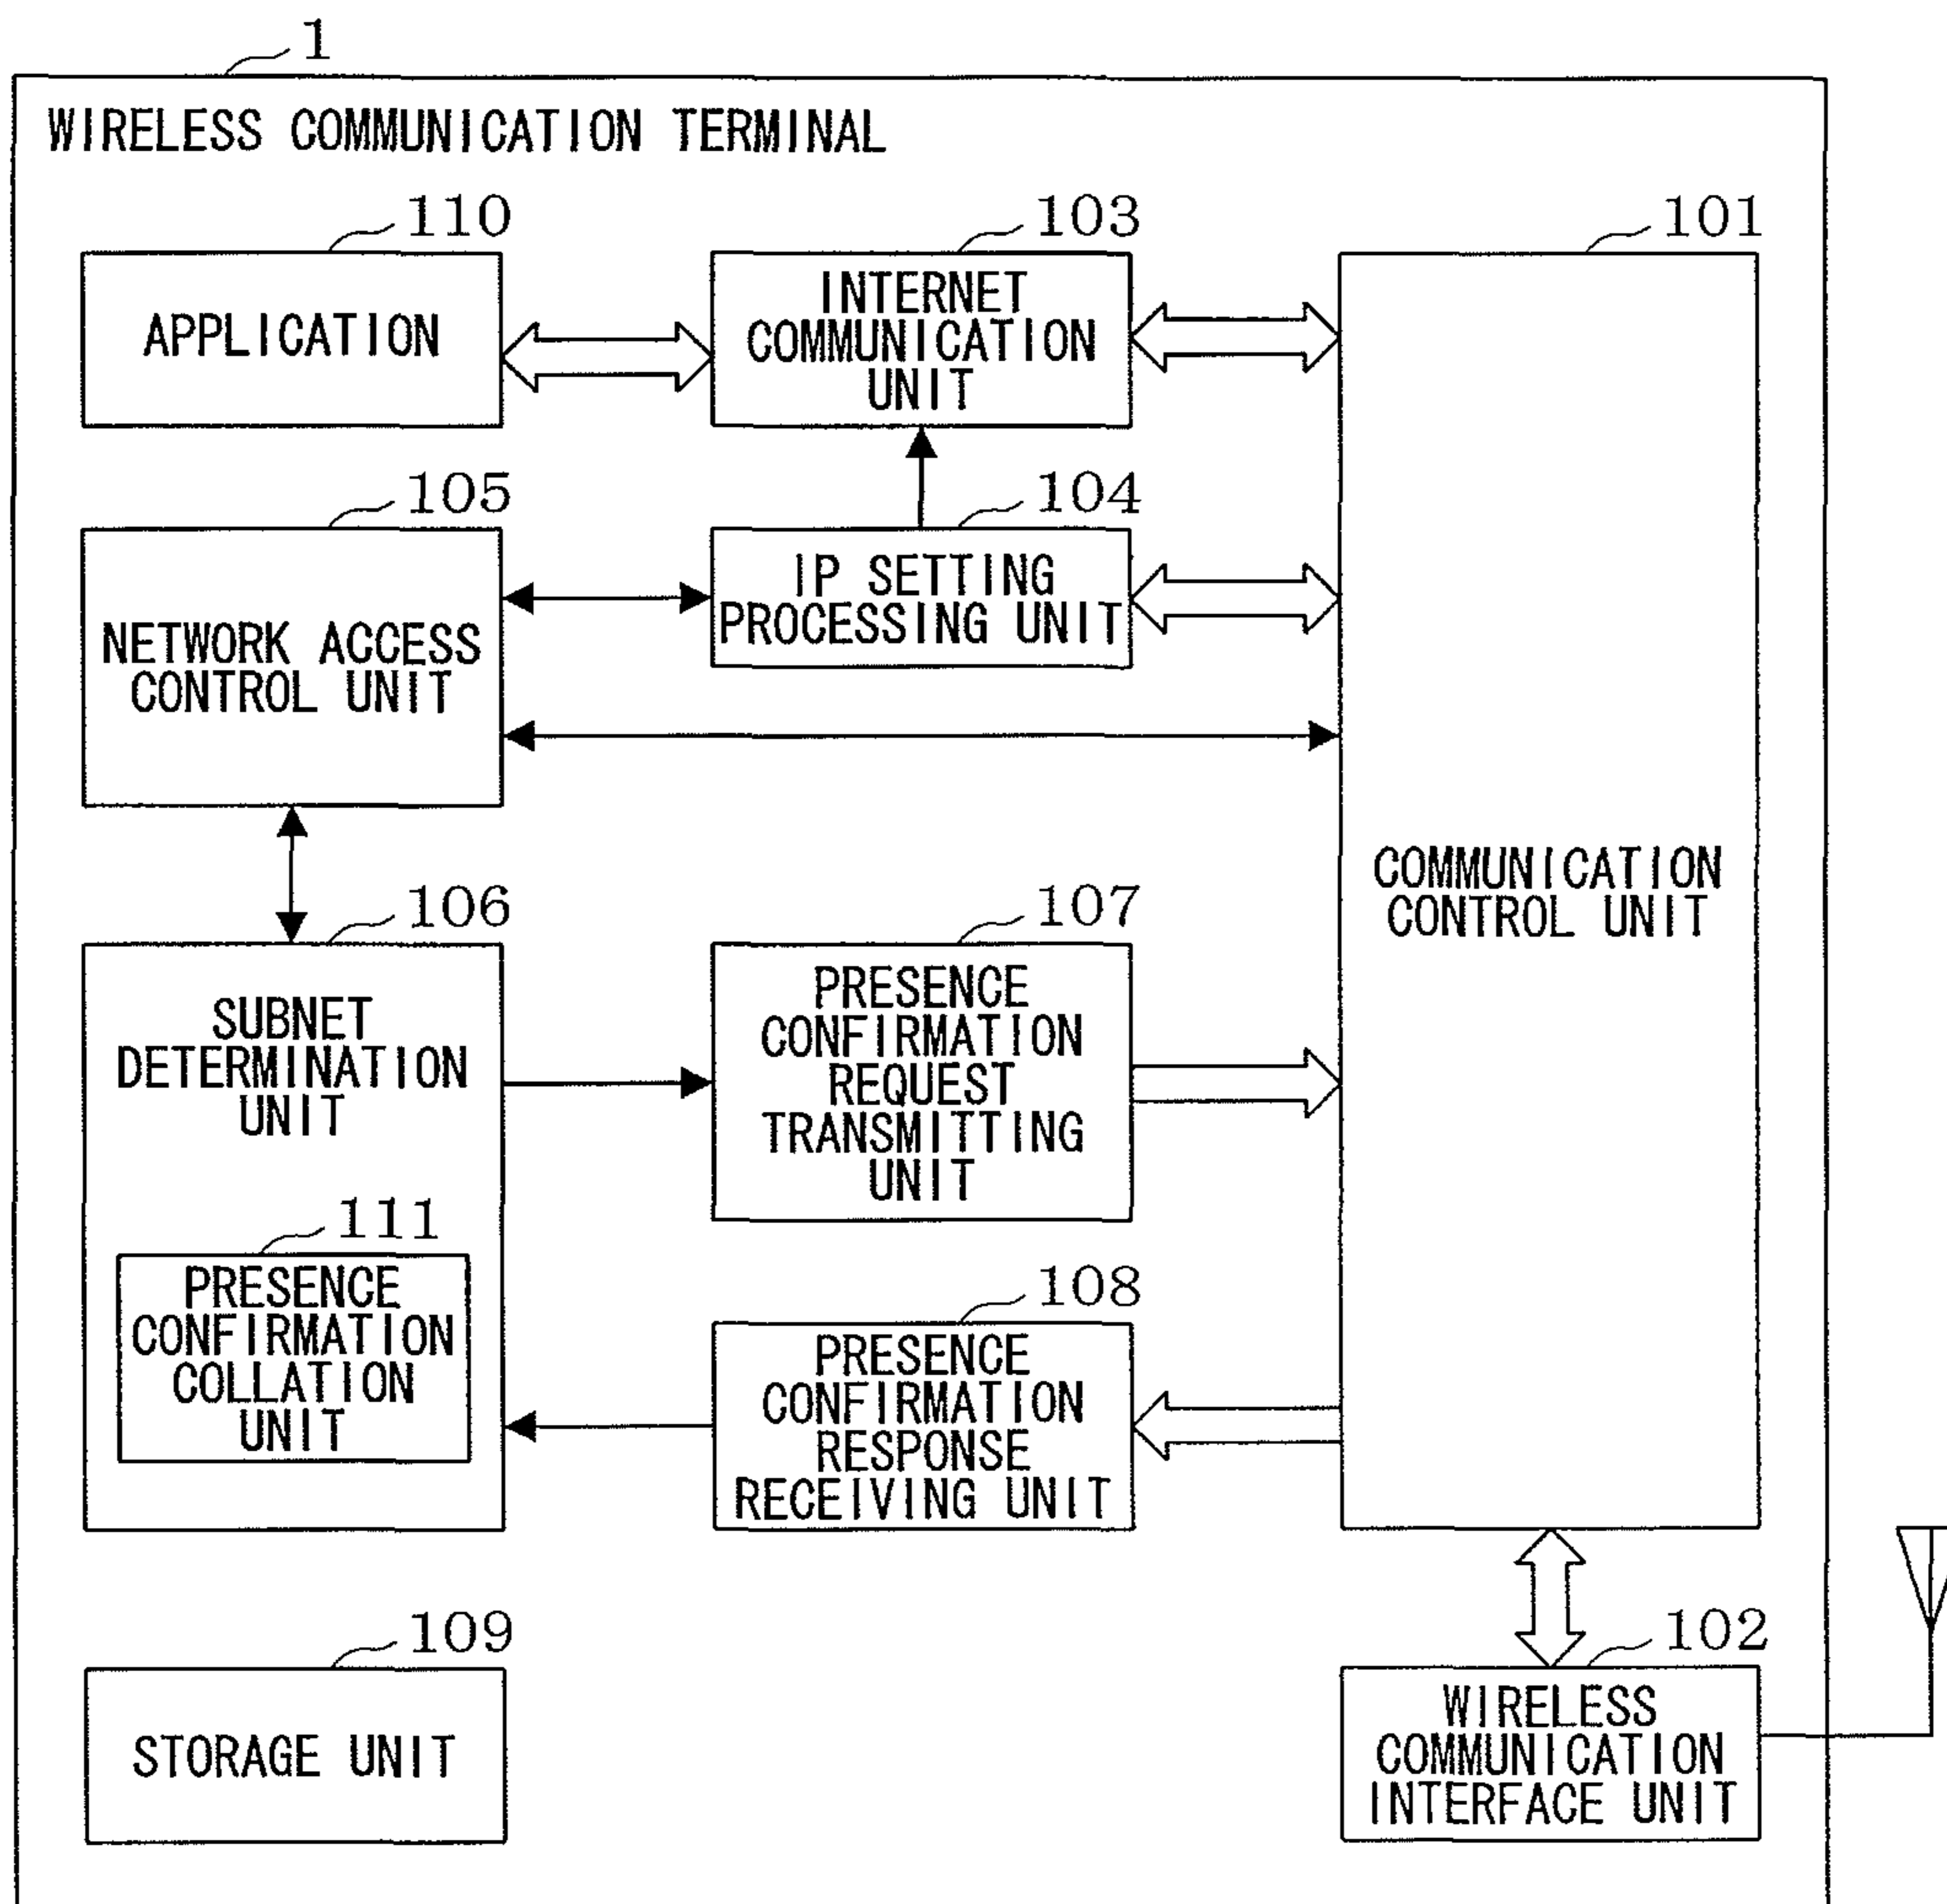 1
WIRELESS COMMUNICATION TERMINAL
110
APPLICATION
103
INTERNET
COMMUNICATION
UNIT
101
COMMUNICATION
CONTROL UNIT
105
NETWORK ACCESS
CONTROL UNIT
104
IP SETTING
PROCESSING UNIT
106
SUBNET
DETERMINATION
UNIT
111
PRESENCE
CONFIRMATION
COLLATION
UNIT
107
PRESENCE
CONFIRMATION
REQUEST
TRANSMITTING
UNIT
108
PRESENCE
CONFIRMATION
RESPONSE
RECEIVING UNIT
109
STORAGE UNIT
102
WIRELESS
COMMUNICATION
INTERFACE UNIT